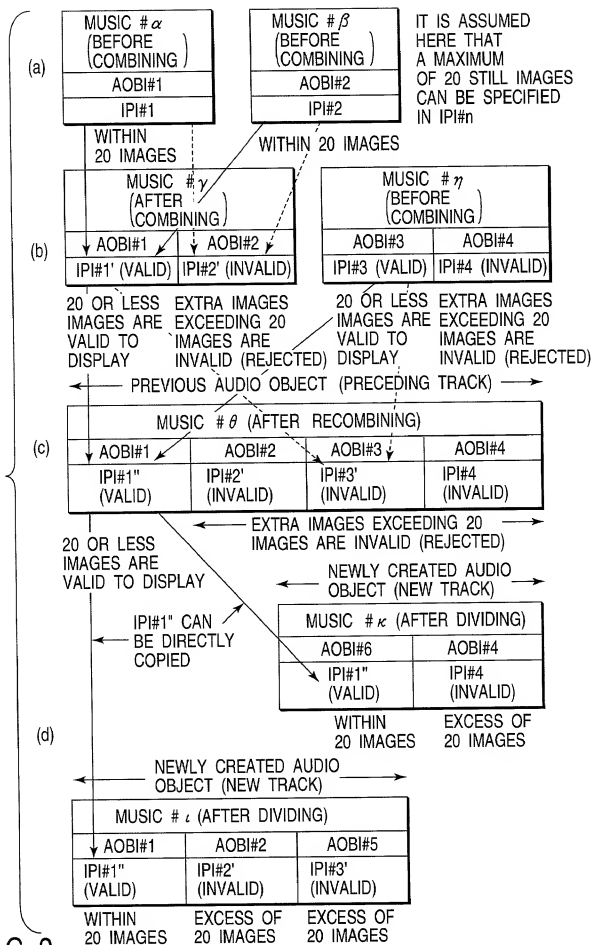 (a)
MUSIC #α
(BEFORE COMBINING)
AOBI#1
IPI#1
MUSIC #β
(BEFORE COMBINING)
AOBI#2
IPI#2
IT IS ASSUMED
HERE THAT
A MAXIMUM
OF 20 STILL IMAGES
CAN BE SPECIFIED
IN IPI#n
WITHIN
20 IMAGES
WITHIN 20 IMAGES
(b)
MUSIC #γ
(AFTER COMBINING)
AOBI#1 AOBI#2
IPI#1' (VALID) IPI#2' (INVALID)
MUSIC #η
(BEFORE COMBINING)
AOBI#3 AOBI#4
IPI#3 (VALID) IPI#4 (INVALID)
20 OR LESS
IMAGES ARE
VALID TO
DISPLAY
EXTRA IMAGES
EXCEEDING 20
IMAGES ARE
INVALID (REJECTED)
20 OR LESS
IMAGES ARE
VALID TO
DISPLAY
EXTRA IMAGES
EXCEEDING 20
IMAGES ARE
INVALID (REJECTED)
PREVIOUS AUDIO OBJECT (PRECEDING TRACK)
(c)
MUSIC #θ (AFTER RECOMBINING)
AOBI#1 AOBI#2 AOBI#3 AOBI#4
IPI#1" IPI#2' IPI#3' IPI#4
(VALID) (INVALID) (INVALID) (INVALID)
EXTRA IMAGES EXCEEDING 20
IMAGES ARE INVALID (REJECTED)
20 OR LESS
IMAGES ARE
VALID TO DISPLAY
NEWLY CREATED AUDIO
OBJECT (NEW TRACK)
IPI#1" CAN
BE DIRECTLY
COPIED
MUSIC #κ (AFTER DIVIDING)
AOBI#6 AOBI#4
IPI#1" IPI#4
(VALID) (INVALID)
WITHIN EXCESS OF
20 IMAGES 20 IMAGES
(d)
NEWLY CREATED AUDIO
OBJECT (NEW TRACK)
MUSIC #ι (AFTER DIVIDING)
AOBI#1 AOBI#2 AOBI#5
IPI#1" IPI#2' IPI#3'
(VALID) (INVALID) (INVALID)
WITHIN EXCESS OF EXCESS OF
20 IMAGES 20 IMAGES 20 IMAGES